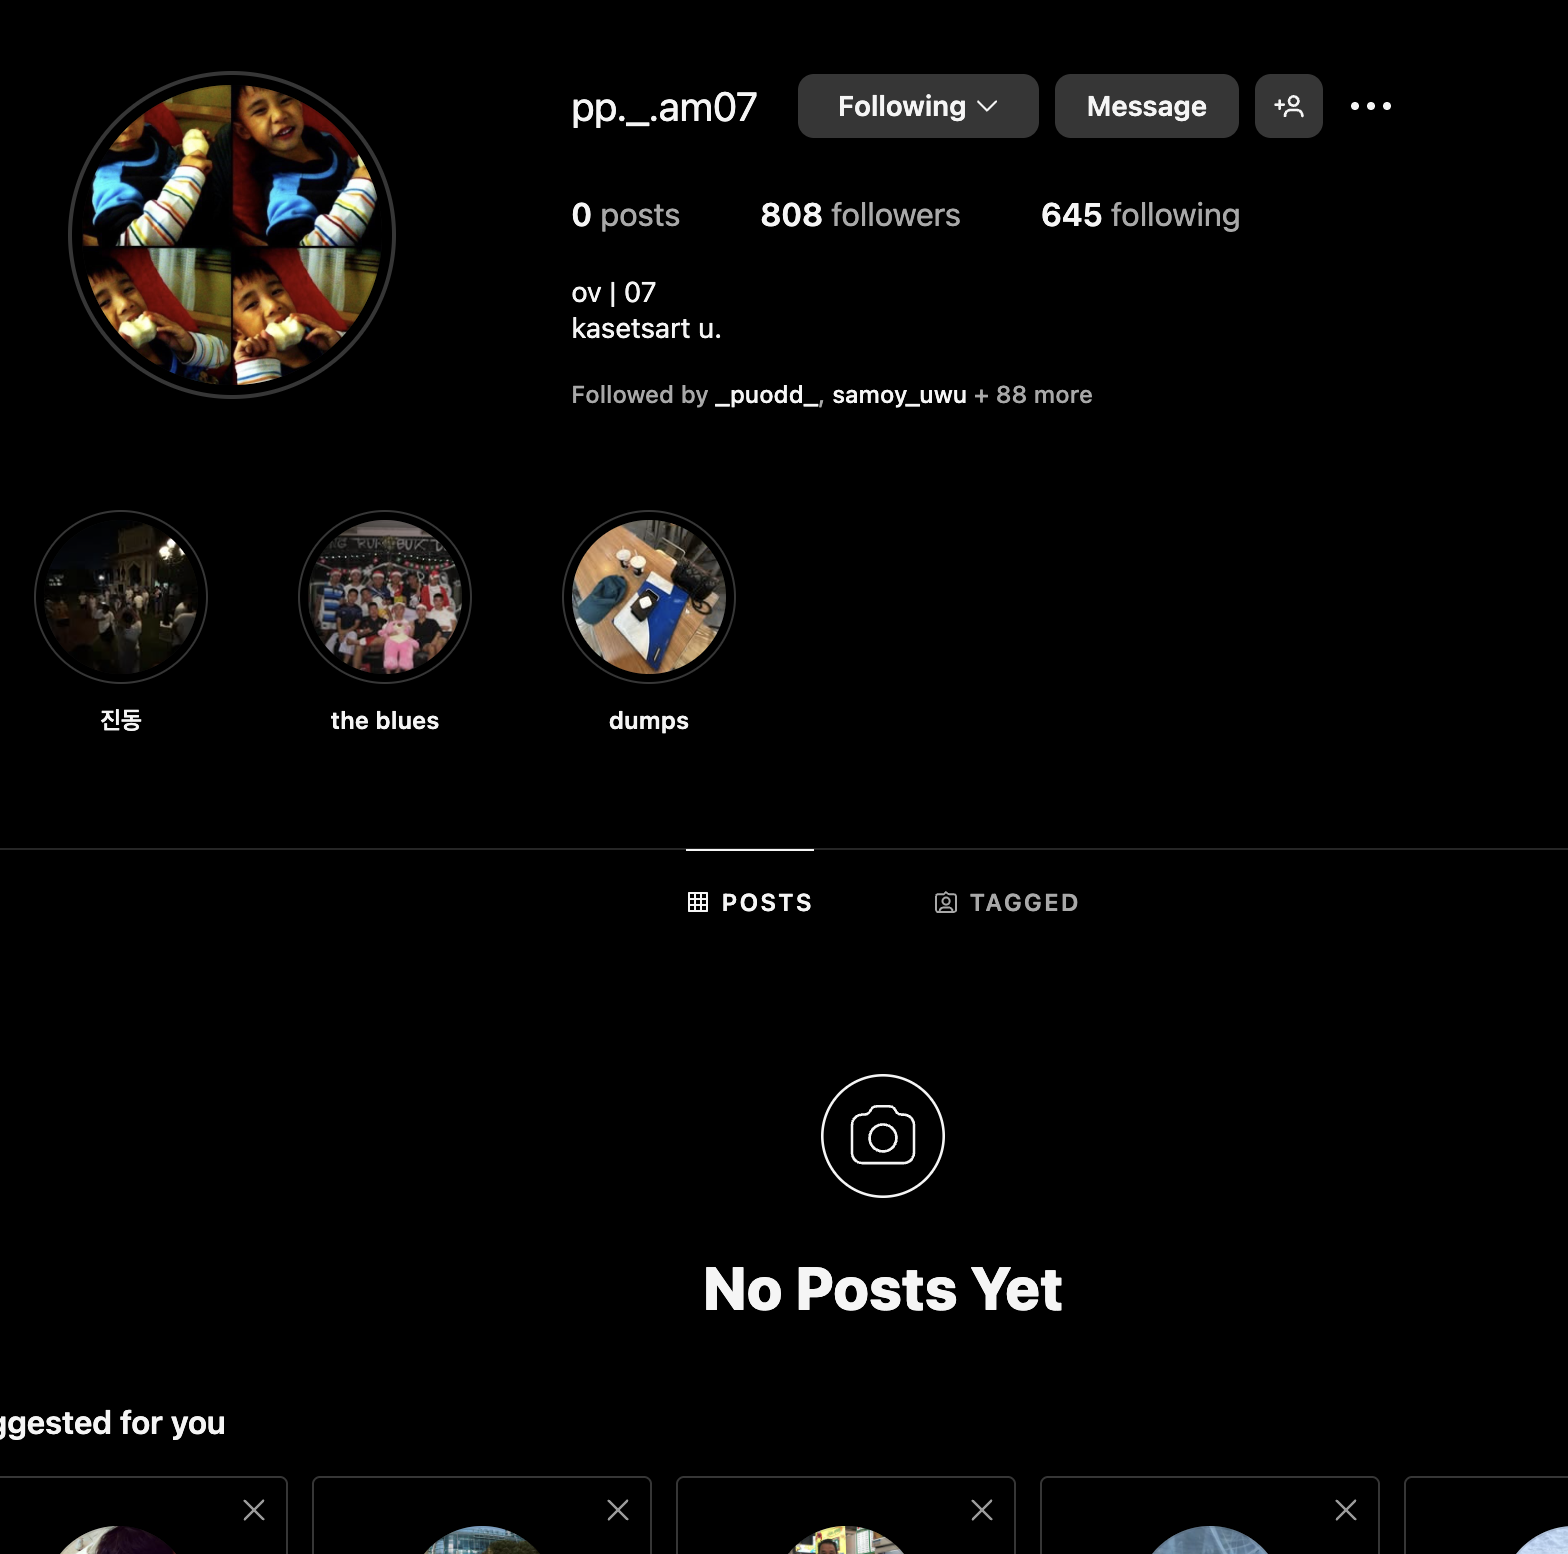 pp._.am07
Following
Message
0 posts
808 followers
645 following
ov | 07
kasetsart u.
Followed by _puodd_, samoy_uwu + 88 more
진동
the blues
dumps
POSTS
TAGGED
No Posts Yet
ggested for you